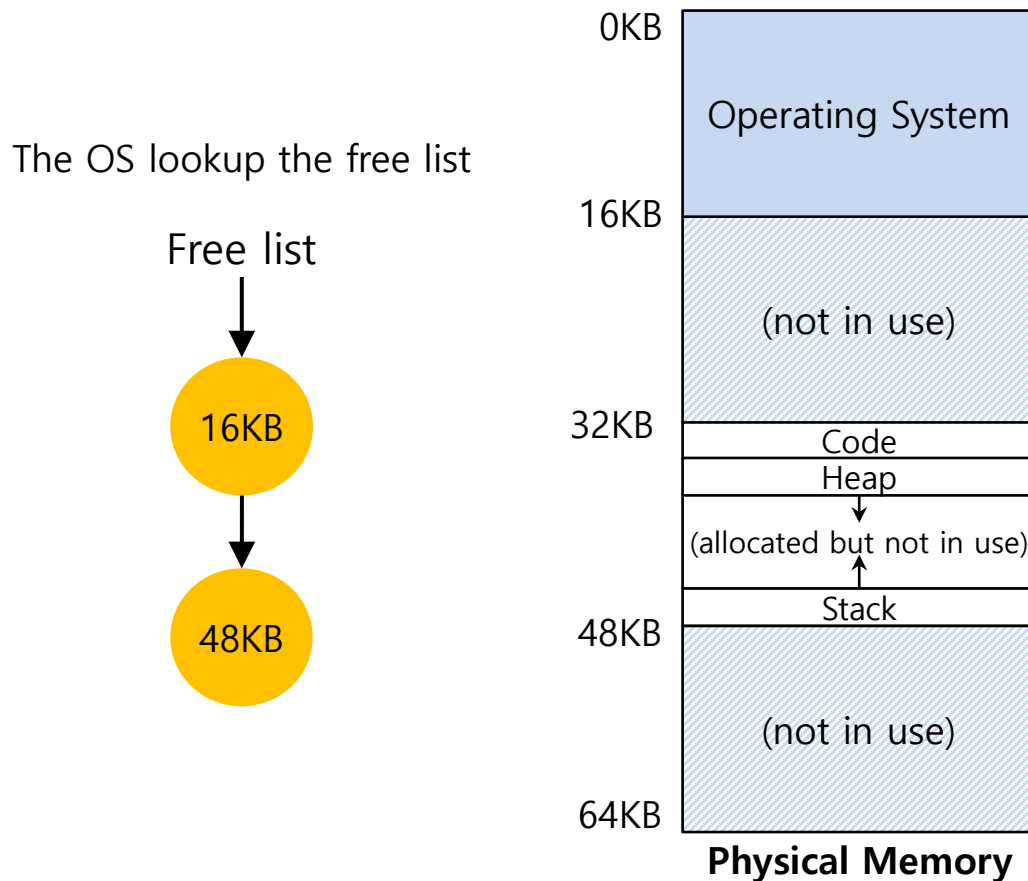 The OS lookup the free list
Free list
16KB
48KB
0KB
Operating System
16KB
(not in use)
32KB
Code
Heap
(allocated but not in use)
Stack
48KB
(not in use)
64KB
Physical Memory